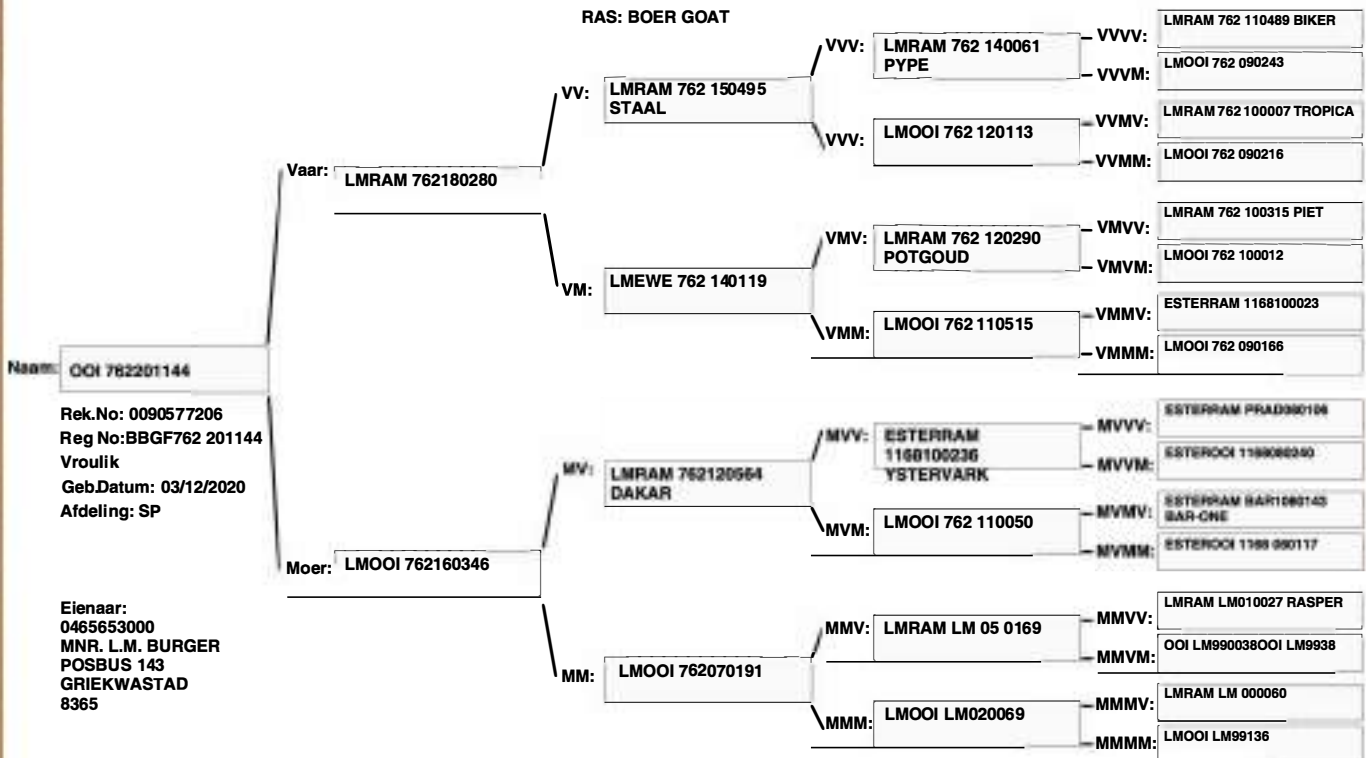 RAS: BOER GOAT
Naam: OOI 762201144
Rek.No: 0090577206
Reg No:BBGF762 201144
Vroulik
Geb.Datum: 03/12/2020
Afdeling: SP
Eienaar:
0465653000
MNR. L.M. BURGER
POSBUS 143
GRIEKWASTAD
8365
Vaar: LMRAM 762180280
Moer: LMOOI 762160346
VV: LMRAM 762 150495
STAAL
VM: LMEWE 762 140119
MV: LMRAM 762120564
DAKAR
MM: LMOOI 762070191
VVV: LMRAM 762 140061
PYPE
VVV: LMOOI 762 120113
VMV: LMRAM 762 120290
POTGOUD
VMM: LMOOI 762 110515
MVV: ESTERRAM
1168100236
YSTERVARK
MVM: LMOOI 762 110050
MMV: LMRAM LM 05 0169
MMM: LMOOI LM020069
VVVV: LMRAM 762 110489 BIKER
VVVM: LMOOI 762 090243
VVMV: LMRAM 762 100007 TROPICA
VVMM: LMOOI 762 090216
VMVV: LMRAM 762 100315 PIET
VMVM: LMOOI 762 100012
VMMV: ESTERRAM 1168100023
VMMM: LMOOI 762 090166
MVVV: ESTERRAM
MVVM: ESTEROOI
MVMV: ESTERRAM
BAR-ONE
MVMM: ESTEROOI 1168 060117
MMVV: LMRAM LM010027 RASPER
MMVM: OOI LM990038OOI LM9938
MMMV: LMRAM LM 000060
MMMM: LMOOI LM99136